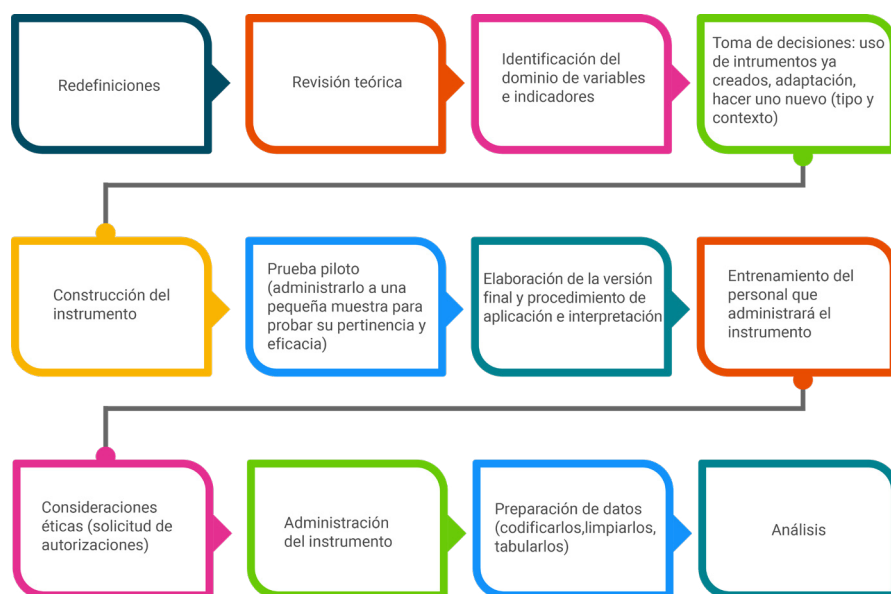 Redefiniciones
Revisión teórica
Identificación del
dominio de variables
e indicadores
Toma de decisiones: uso
de intrumentos ya
creados, adaptación,
hacer uno nuevo (tipo y
contexto)
Construcción del
instrumento
Prueba piloto
(administrarlo a una
pequeña muestra para
probar su pertinencia y
eficacia)
Elaboración de la versión
final y procedimiento de
aplicación e interpretación
Entrenamiento del
personal que
administrará el
instrumento
Consideraciones
éticas (solicitud de
autorizaciones)
Administración
del instrumento
Preparación de datos
(codificarlos,limpiarlos,
tabularlos)
Análisis